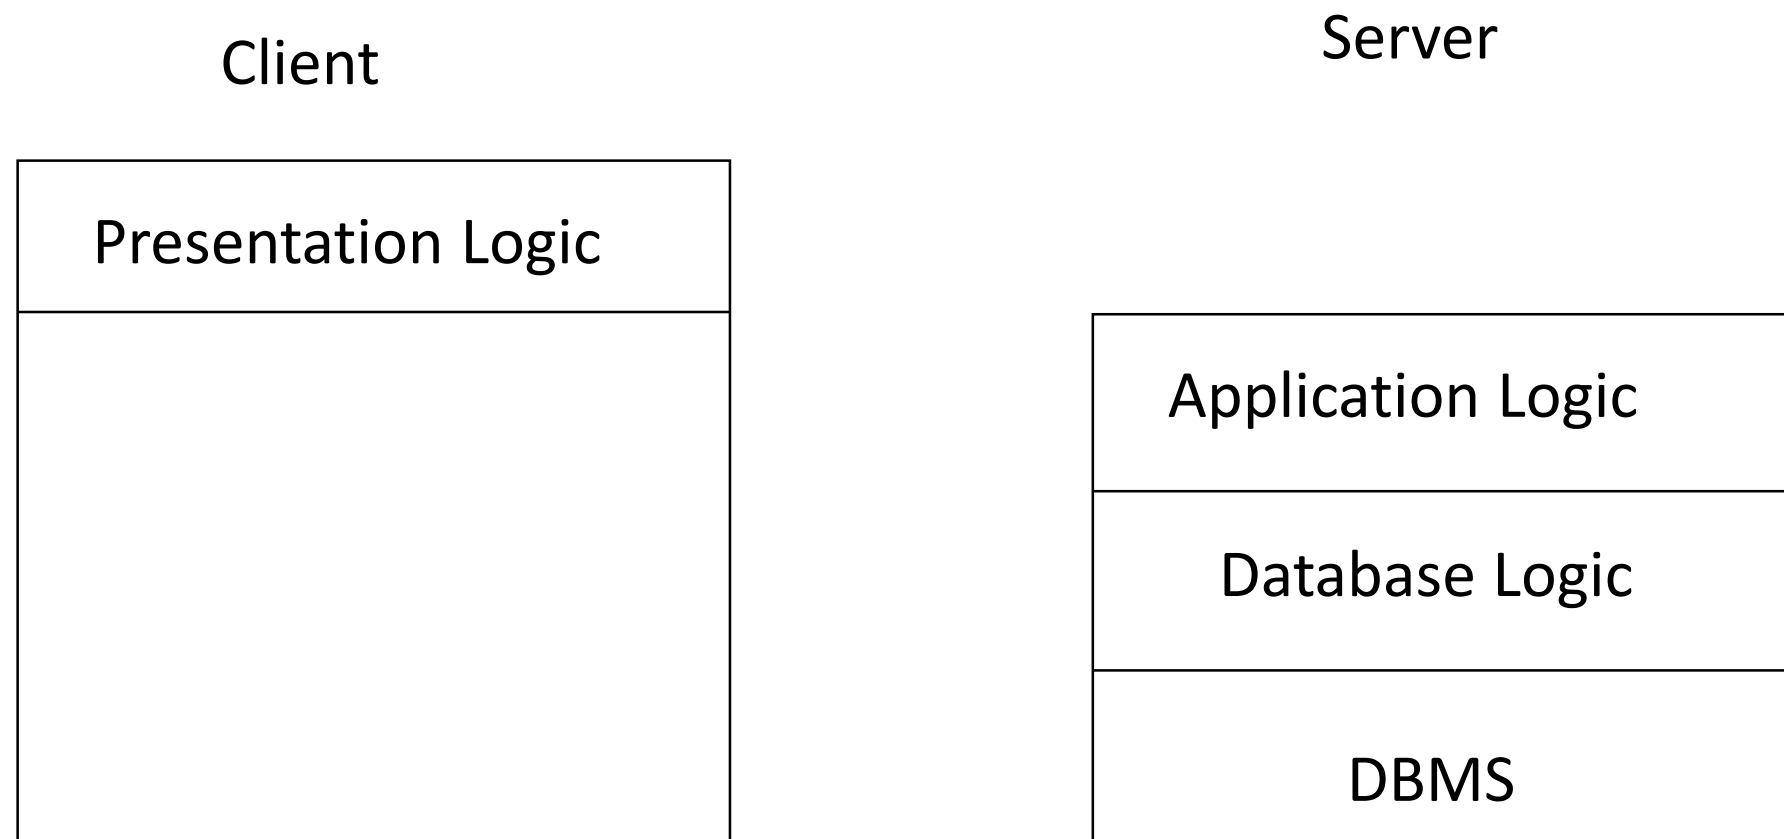 Client
Server
Presentation Logic
Application Logic
Database Logic
DBMS